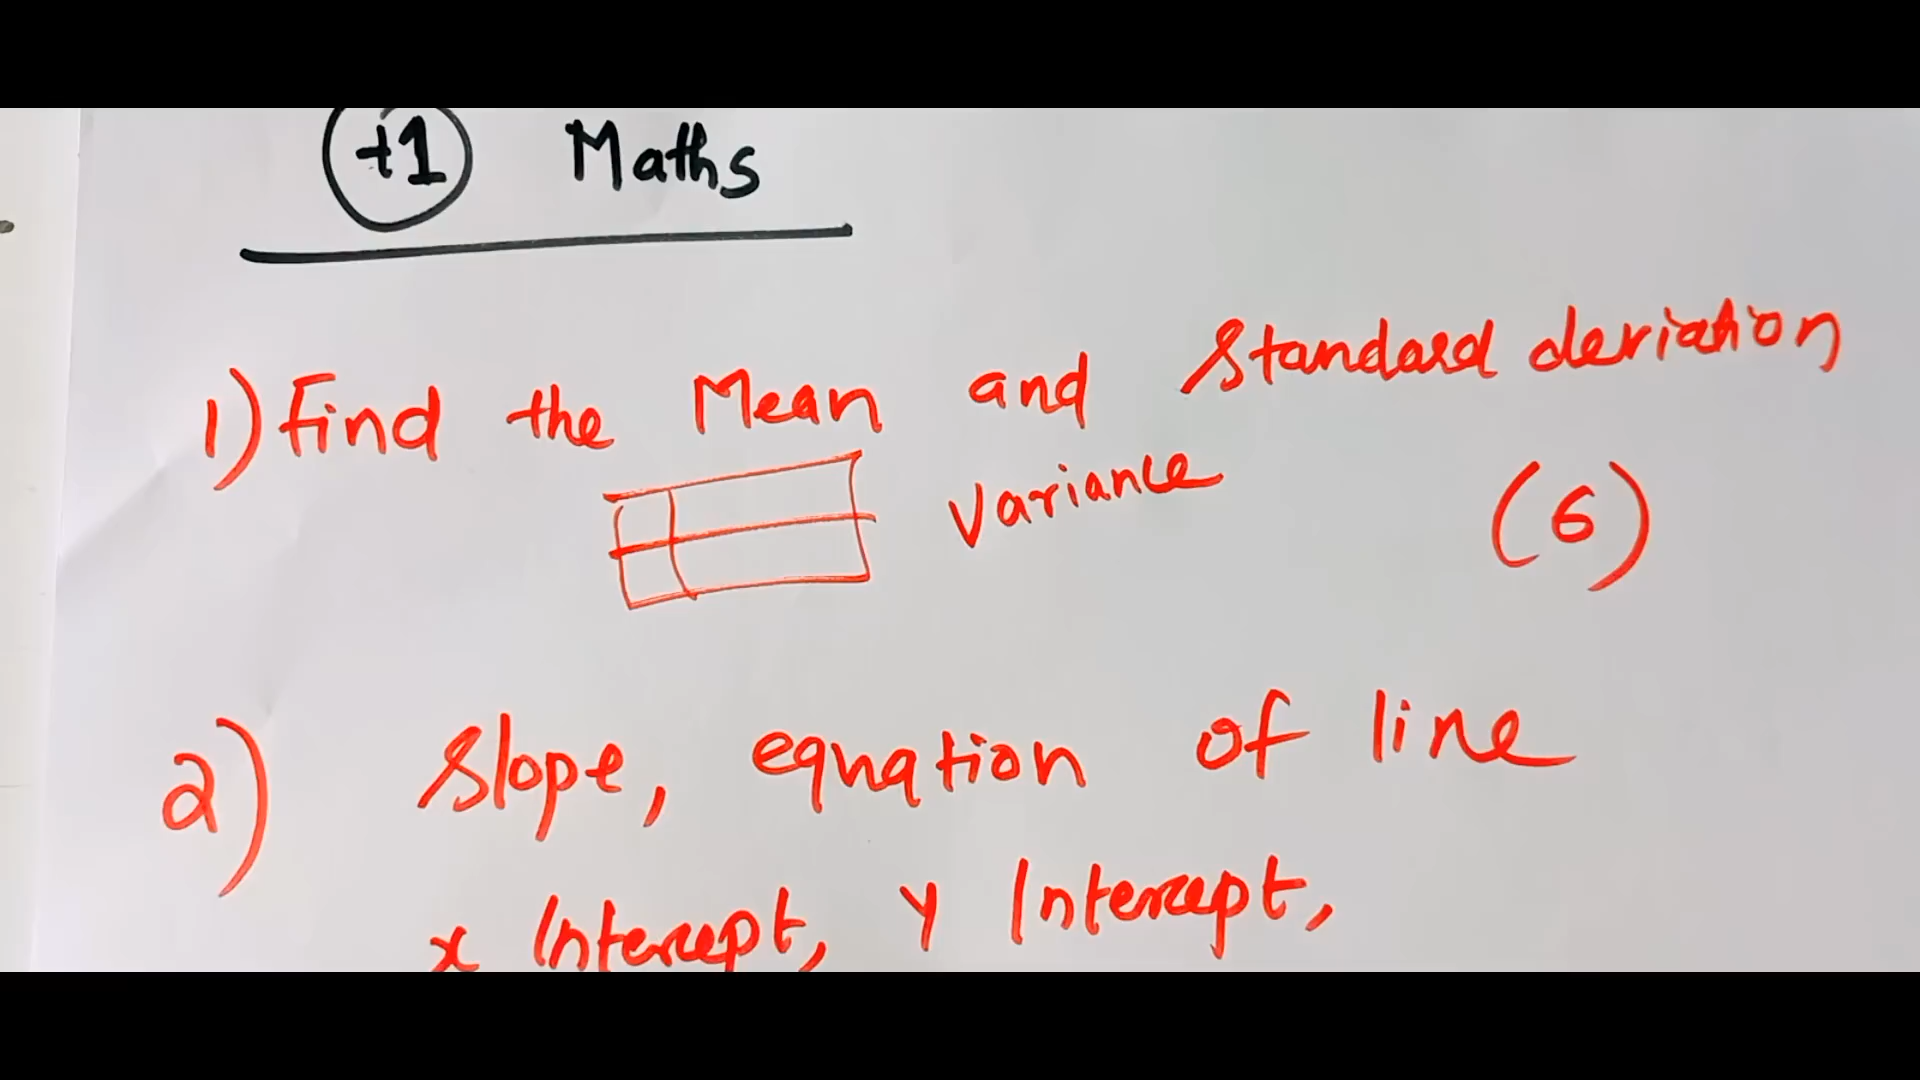 +1 Maths
1) Find the Mean and Standard deviation
Variance (6)
2) Slope, equation of line
x Intercept, y Intercept,